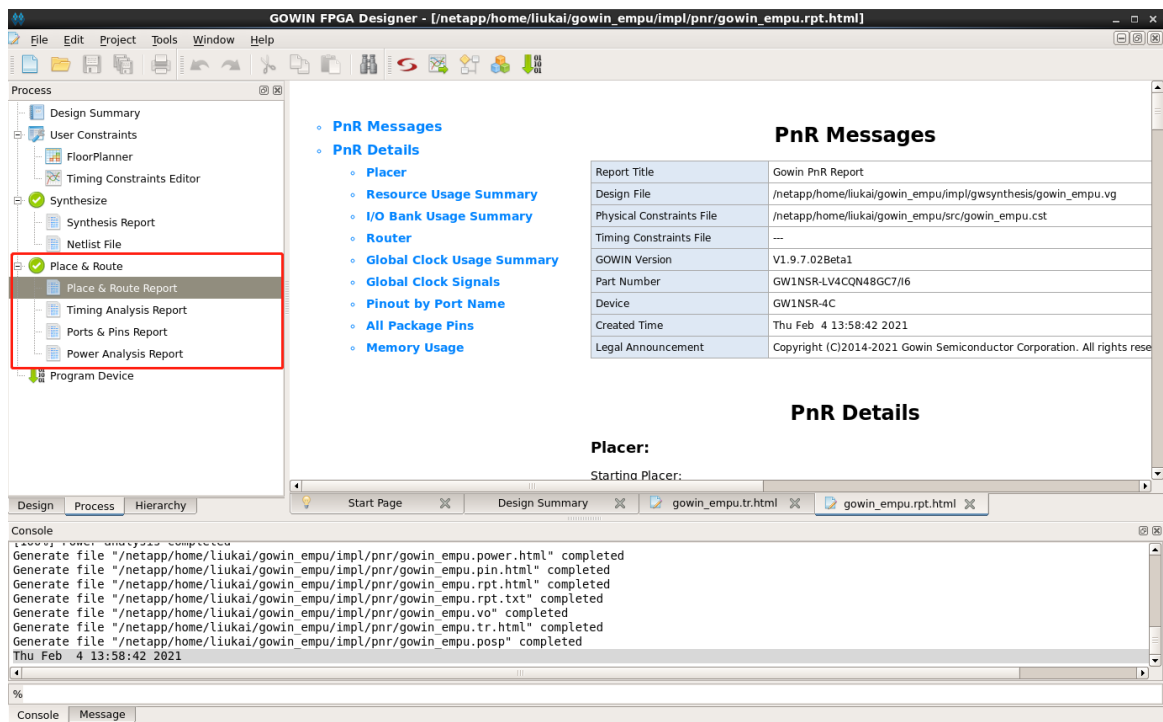 GOWIN FPGA Designer - [/netapp/home/liukai/gowin_empu/impl/pnr/gowin_empu.rpt.html]
File Edit Project Tools Window Help
Process
Design Summary
User Constraints
FloorPlanner
Timing Constraints Editor
Synthesize
Synthesis Report
Netlist File
Place & Route
Place & Route Report
Timing Analysis Report
Ports & Pins Report
Power Analysis Report
Program Device
Design Process Hierarchy
PnR Messages
PnR Details
Placer
Resource Usage Summary
I/O Bank Usage Summary
Router
Global Clock Usage Summary
Global Clock Signals
Pinout by Port Name
All Package Pins
Memory Usage
PnR Messages
Report Title Gowin PnR Report
Design File /netapp/home/liukai/gowin_empu/impl/gwsynthesis/gowin_empu.vg
Physical Constraints File /netapp/home/liukai/gowin_empu/src/gowin_empu.cst
Timing Constraints File ---
GOWIN Version V1.9.7.02Beta1
Part Number GW1NSR-LV4CQN48GC7/I6
Device GW1NSR-4C
Created Time Thu Feb 4 13:58:42 2021
Legal Announcement Copyright (C)2014-2021 Gowin Semiconductor Corporation. All rights rese
PnR Details
Placer:
Starting Placer:
Start Page Design Summary gowin_empu.tr.html gowin_empu.rpt.html
Console
[100%] Power analysis completed
Generate file "/netapp/home/liukai/gowin_empu/impl/pnr/gowin_empu.power.html" completed
Generate file "/netapp/home/liukai/gowin_empu/impl/pnr/gowin_empu.pin.html" completed
Generate file "/netapp/home/liukai/gowin_empu/impl/pnr/gowin_empu.rpt.html" completed
Generate file "/netapp/home/liukai/gowin_empu/impl/pnr/gowin_empu.rpt.txt" completed
Generate file "/netapp/home/liukai/gowin_empu/impl/pnr/gowin_empu.vo" completed
Generate file "/netapp/home/liukai/gowin_empu/impl/pnr/gowin_empu.tr.html" completed
Generate file "/netapp/home/liukai/gowin_empu/impl/pnr/gowin_empu.posp" completed
Thu Feb 4 13:58:42 2021
%
Console Message